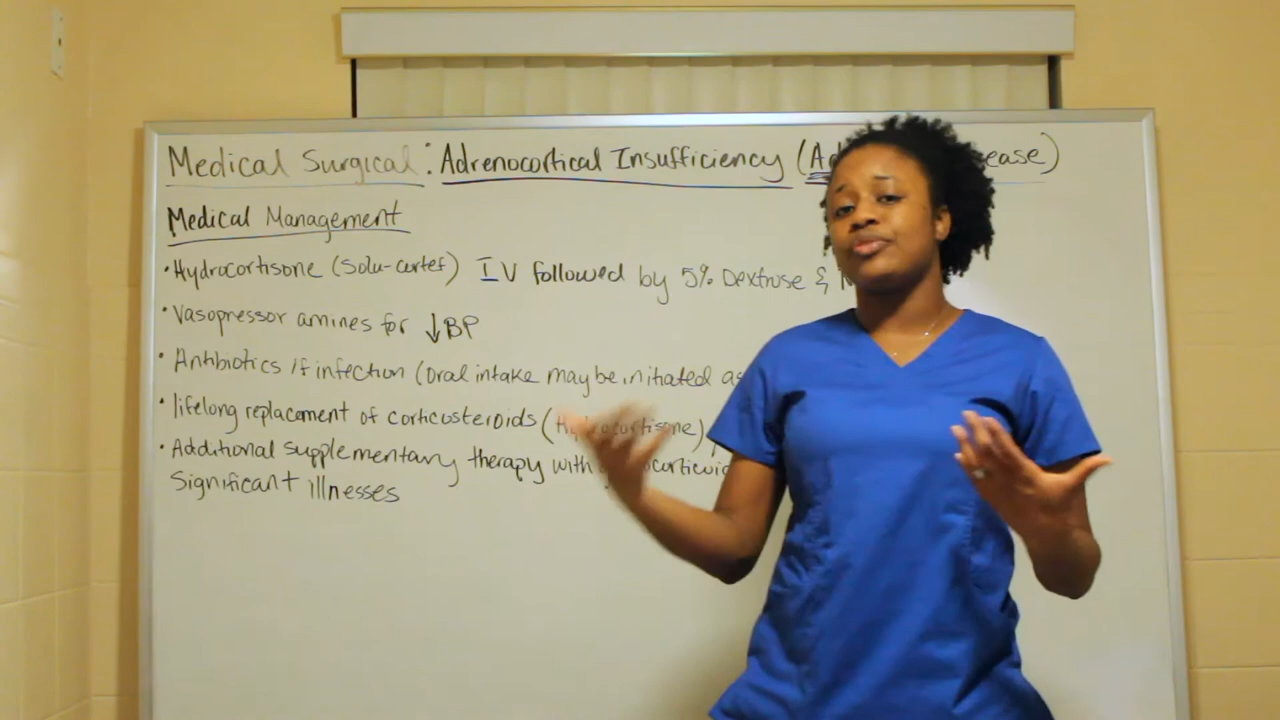 Medical Surgical: Adrenocortical Insufficiency (Ad ease)
Medical Management
• Hydrocortisone (Solu-cortef) IV followed by 5% Dextrose & N
• Vasopressor amines for ↓BP
• Antibiotics if infection (oral intake may be initiated as
• lifelong replacement of corticosteroids (Hydrocortisone)
• Additional supplementary therapy with
Significant illnesses